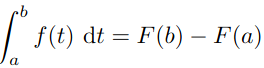 ∫_a^b f(t) dt = F(b) − F(a)